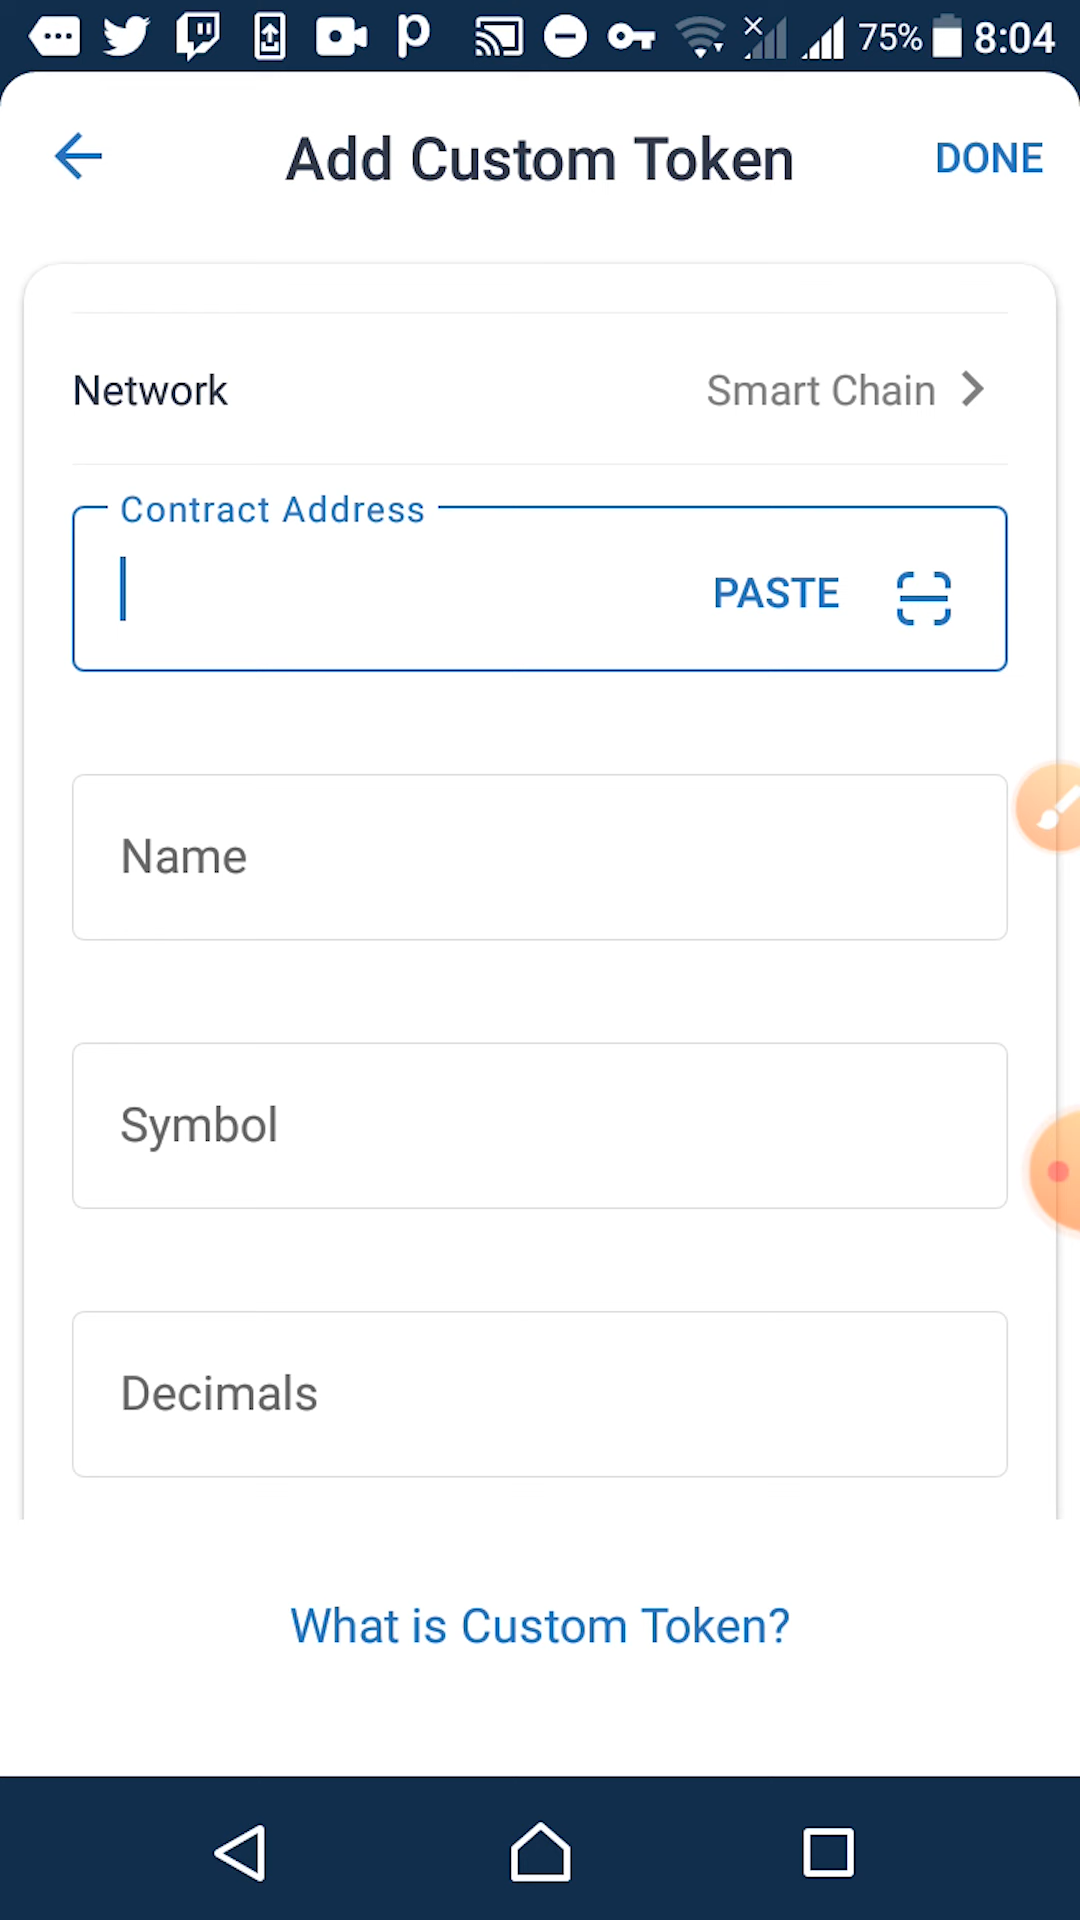 75% 8:04
Add Custom Token DONE
Network Smart Chain
Contract Address
PASTE
Name
Symbol
Decimals
What is Custom Token?